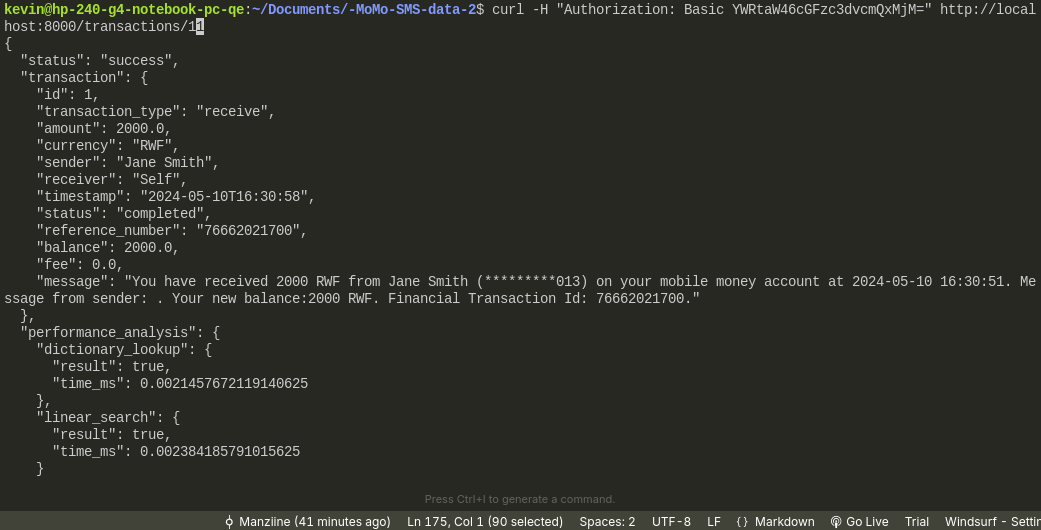 kevin@hp-240-g4-notebook-pc-qe:~/Documents/-MoMo-SMS-data-2$ curl -H "Authorization: Basic YWRtaW46cGFzc3dvcmQxMjM=" http://local
host:8000/transactions/11
{
  "status": "success",
  "transaction": {
    "id": 1,
    "transaction_type": "receive",
    "amount": 2000.0,
    "currency": "RWF",
    "sender": "Jane Smith",
    "receiver": "Self",
    "timestamp": "2024-05-10T16:30:58",
    "status": "completed",
    "reference_number": "76662021700",
    "balance": 2000.0,
    "fee": 0.0,
    "message": "You have received 2000 RWF from Jane Smith (*********013) on your mobile money account at 2024-05-10 16:30:51. Me
ssage from sender: . Your new balance:2000 RWF. Financial Transaction Id: 76662021700."
  },
  "performance_analysis": {
    "dictionary_lookup": {
      "result": true,
      "time_ms": 0.0021457672119140625
    },
    "linear_search": {
      "result": true,
      "time_ms": 0.002384185791015625
    }
Press Ctrl+I to generate a command.
Manziine (41 minutes ago) Ln 175, Col 1 (90 selected) Spaces: 2 UTF-8 LF {} Markdown Go Live Trial Windsurf - Settin